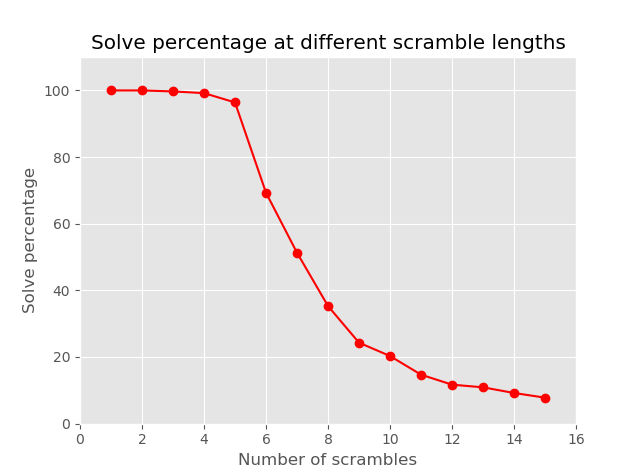 Solve percentage at different scramble lengths
100
80
60
40
20
0
Solve percentage
0 2 4 6 8 10 12 14 16
Number of scrambles